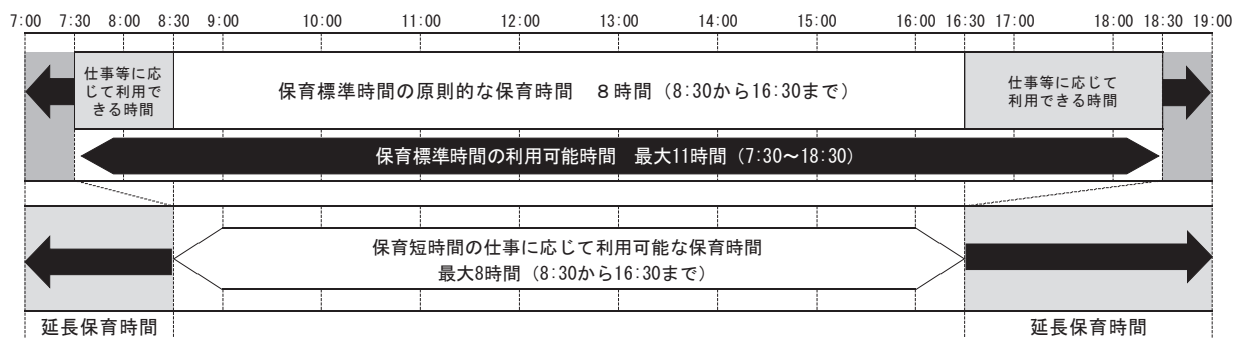 7:00 7:30 8:00 8:30 9:00 10:00 11:00 12:00 13:00 14:00 15:00 16:00 16:30 17:00 18:00 18:30 19:00
仕事等に応
じて利用で
きる時間
保育標準時間の原則的な保育時間　８時間（8:30から16:30まで）
仕事等に応じて
利用できる時間
保育標準時間の利用可能時間　最大11時間（7:30～18:30）
保育短時間の仕事に応じて利用可能な保育時間
最大8時間（8:30から16:30まで）
延長保育時間
延長保育時間